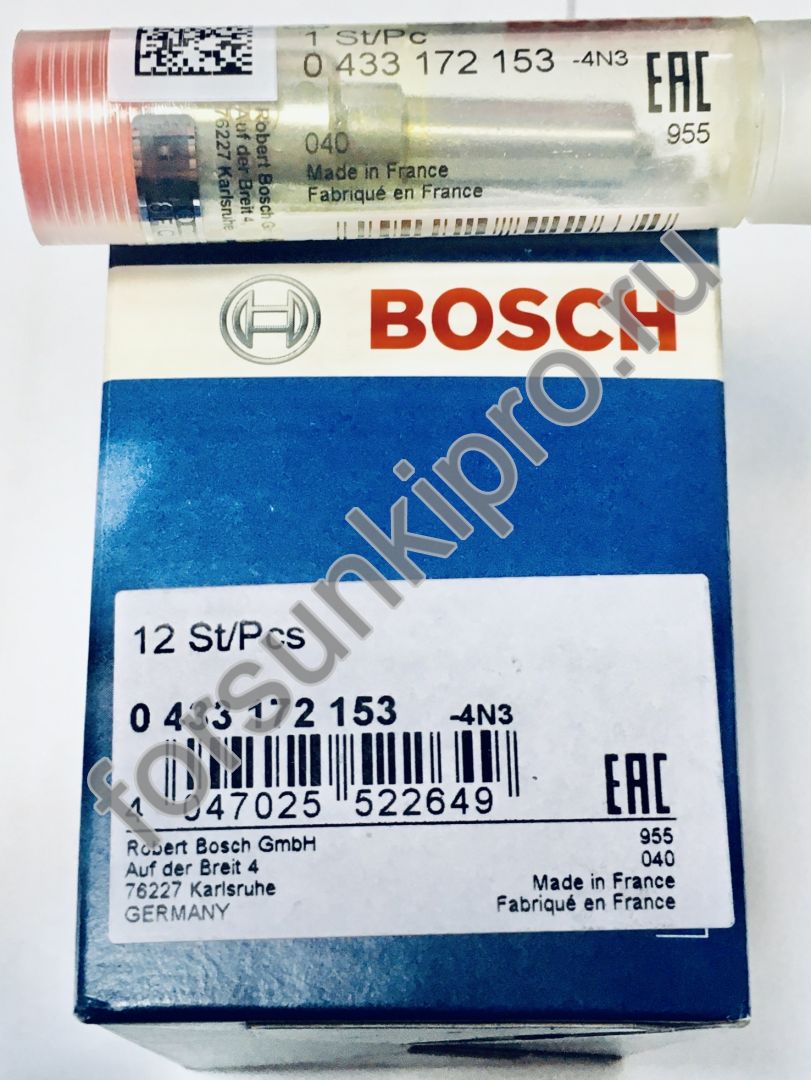 1 St/Pc
0 433 172 153 -4N3
EAC
955
040
Made in France
Fabriqué en France
Robert Bosch G
Auf der Breit 4
76227 Karlsruhe
BOSCH
forsunkipro.ru
12 St/Pcs
0 433 172 153 -4N3
4 047025 522649
EAC
Robert Bosch GmbH
Auf der Breit 4
76227 Karlsruhe
GERMANY
955
040
Made in France
Fabriqué en France